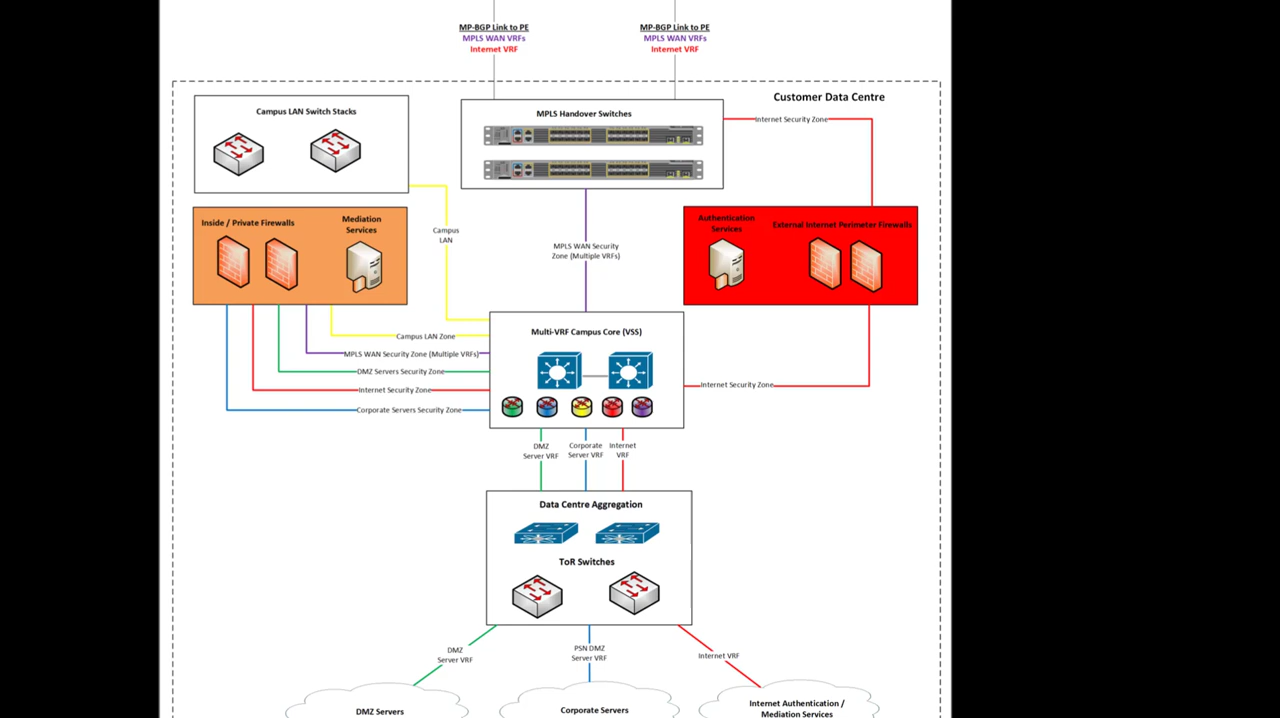 MP-BGP Link to PE
MPLS WAN VRFs
Internet VRF
MP-BGP Link to PE
MPLS WAN VRFs
Internet VRF
Customer Data Centre
Campus LAN Switch Stacks
MPLS Handover Switches
Internet Security Zone
Inside / Private Firewalls
Mediation
Services
Campus
LAN
MPLS WAN Security
Zone (Multiple VRFs)
Authentication
Services
External Internet Perimeter Firewalls
Multi-VRF Campus Core (VSS)
Campus LAN Zone
MPLS WAN Security Zone (Multiple VRFs)
DMZ Servers Security Zone
Internet Security Zone
Corporate Servers Security Zone
Internet Security Zone
DMZ
Server VRF
Corporate
Server VRF
Internet
VRF
Data Centre Aggregation
ToR Switches
DMZ
Server VRF
PSN DMZ
Server VRF
Internet VRF
DMZ Servers
Corporate Servers
Internet Authentication /
Mediation Services